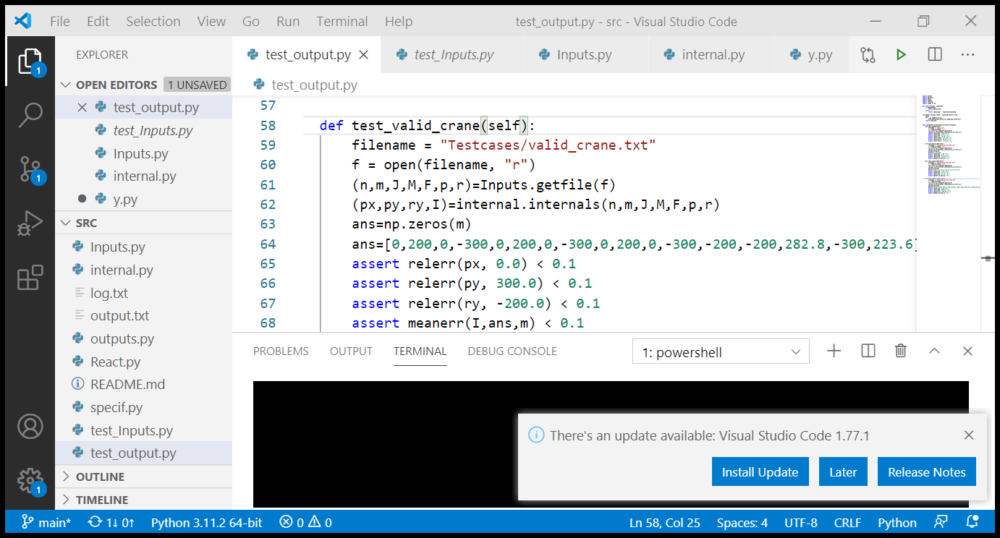 File Edit Selection View Go Run Terminal Help test_output.py - src - Visual Studio Code
EXPLORER
OPEN EDITORS 1 UNSAVED
test_output.py
test_Inputs.py
Inputs.py
internal.py
y.py
SRC
Inputs.py
internal.py
log.txt
output.txt
outputs.py
React.py
README.md
specif.py
test_Inputs.py
test_output.py
OUTLINE
TIMELINE
1
1
1
test_output.py test_Inputs.py Inputs.py internal.py y.py
test_output.py
57
58 def test_valid_crane(self):
59 filename = "Testcases/valid_crane.txt"
60 f = open(filename, "r")
61 (n,m,J,M,F,p,r)=Inputs.getfile(f)
62 (px,py,ry,I)=internal.internals(n,m,J,M,F,p,r)
63 ans=np.zeros(m)
64 ans=[0,200,0,-300,0,200,0,-300,0,200,0,-300,-200,-200,282.8,-300,223.6]
65 assert relerr(px, 0.0) < 0.1
66 assert relerr(py, 300.0) < 0.1
67 assert relerr(ry, -200.0) < 0.1
68 assert meanerr(I,ans,m) < 0.1
PROBLEMS OUTPUT TERMINAL DEBUG CONSOLE 1: powershell
There's an update available: Visual Studio Code 1.77.1
Install Update Later Release Notes
main* 1↓ 0↑ Python 3.11.2 64-bit 0 0 Ln 58, Col 25 Spaces: 4 UTF-8 CRLF Python